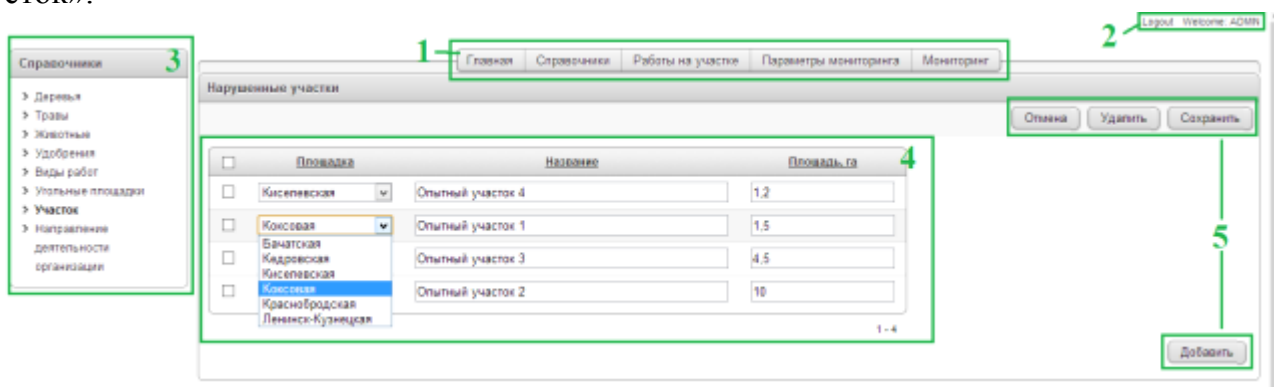 сток».
2
Logout Welcome: ADMIN
1
Главная Справочники Работы на участке Параметры мониторинга Мониторинг
Справочники 3
Деревья
Травы
Животные
Удобрения
Виды работ
Угольные площадки
Участок
Направление
деятельности
организации
Нарушенные участки
Отмена Удалить Сохранить
4
Площадка Название Площадь, га
Киселевская Опытный участок 4 1,2
Коксовая Опытный участок 1 1,5
Бачатская
Кедровская Опытный участок 3 4,5
Киселевская
Коксовая Опытный участок 2 10
Краснобродская
Ленинск-Кузнецкая
1 - 4
5
Добавить